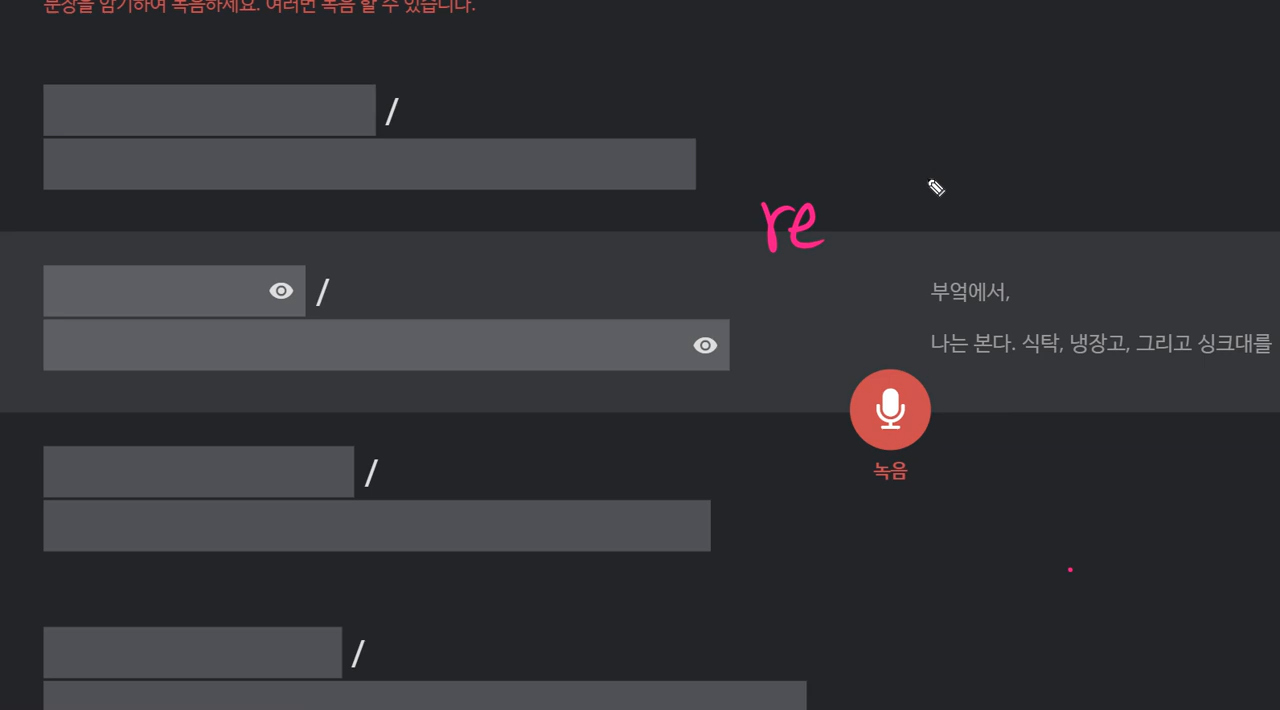 문장을 암기하여 녹음하세요. 여러번 녹음 할 수 있습니다.
/
re
/
부엌에서,
나는 본다. 식탁, 냉장고, 그리고 싱크대를
녹음
/
/